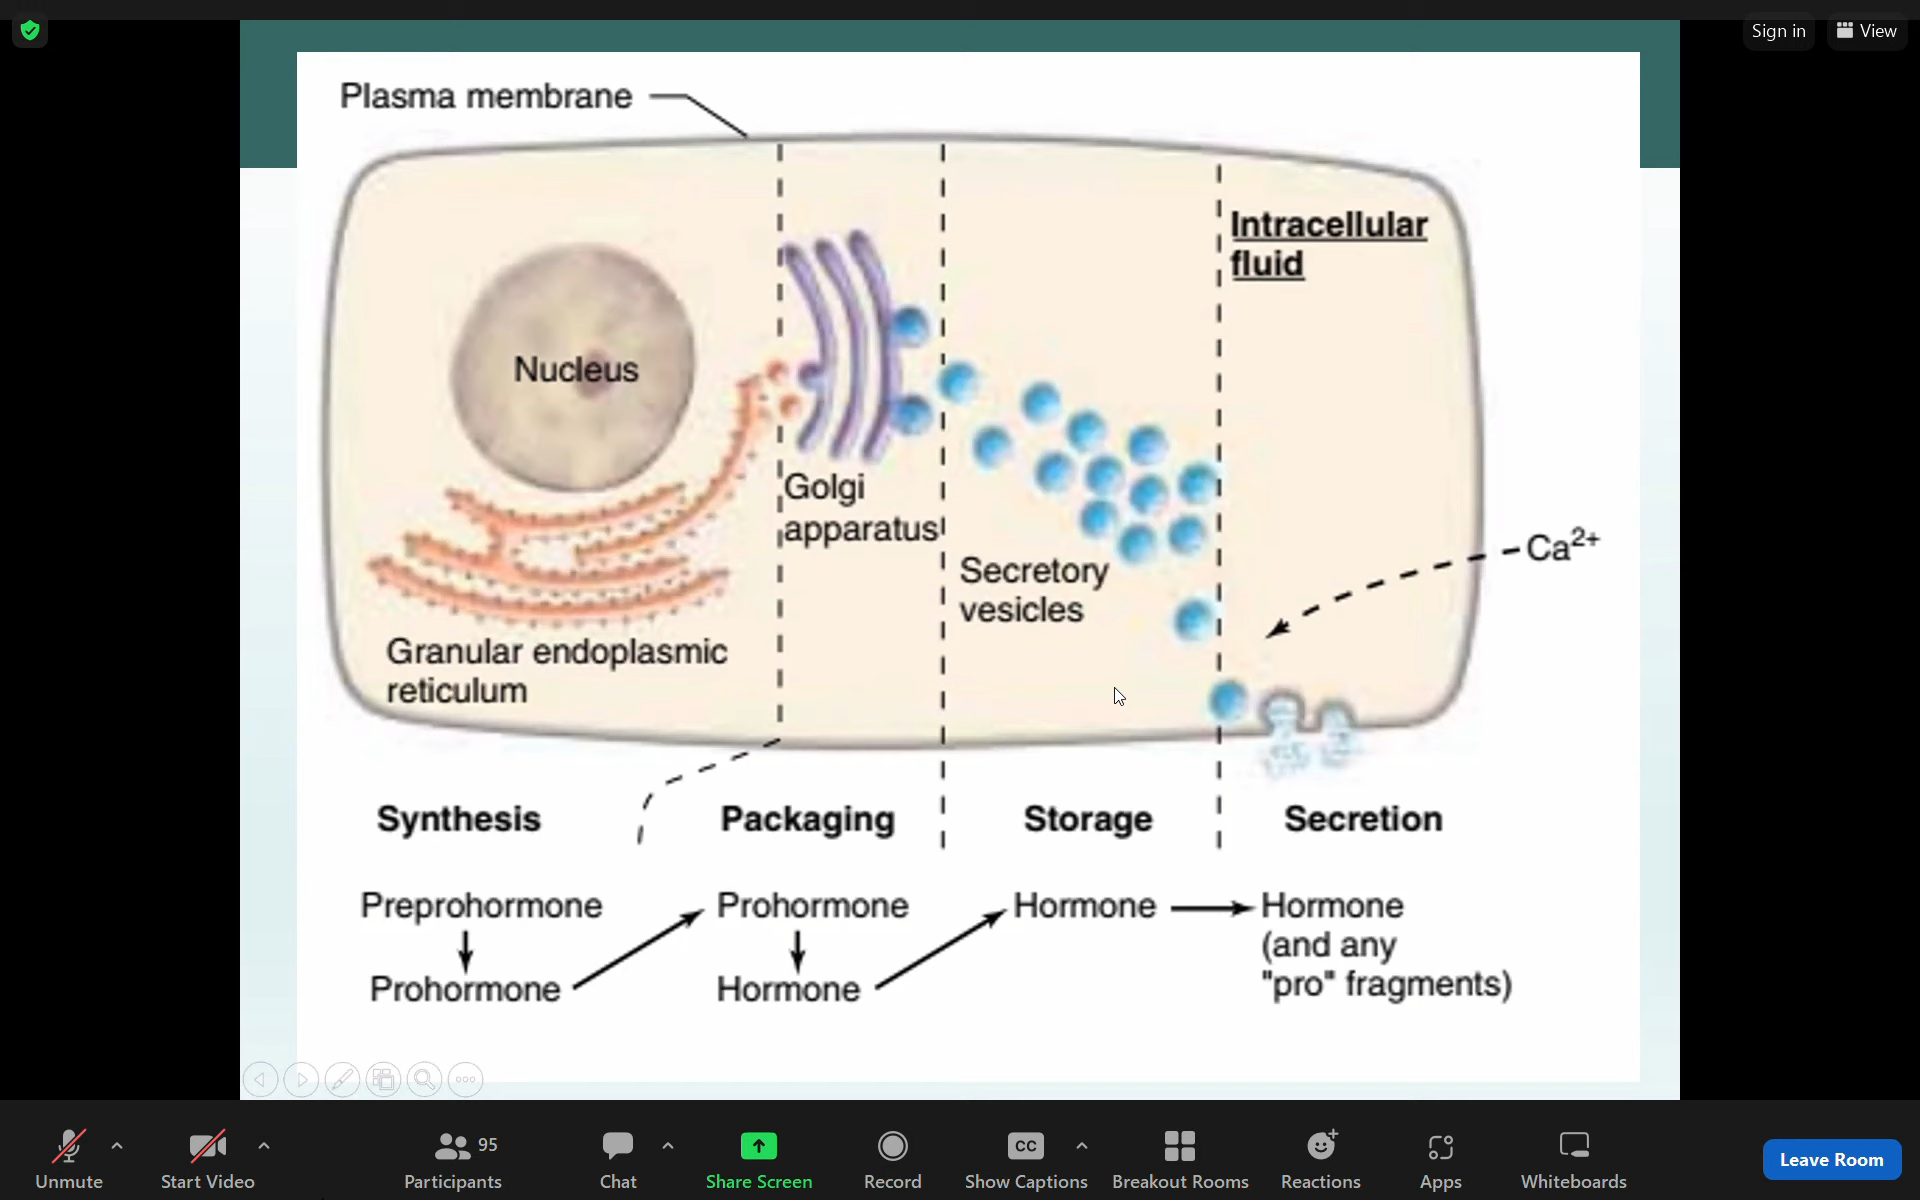 Sign in
View
Plasma membrane
Intracellular
fluid
Nucleus
Golgi
apparatus
Ca2+
Secretory
vesicles
Granular endoplasmic
reticulum
Synthesis
Packaging
Storage
Secretion
Preprohormone
Prohormone
Hormone
Hormone
(and any
"pro" fragments)
Prohormone
Hormone
Unmute
Start Video
95
Participants
Chat
Share Screen
Record
CC
Show Captions
Breakout Rooms
Reactions
Apps
Whiteboards
Leave Room